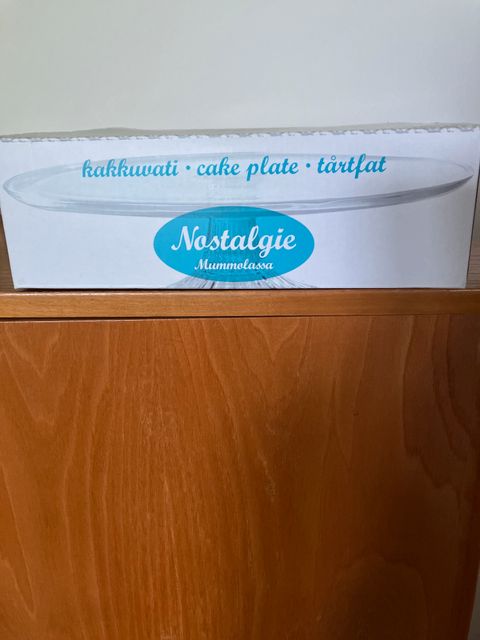 kakkuvati • cake plate • tårtfat
Nostalgie
Mummolassa